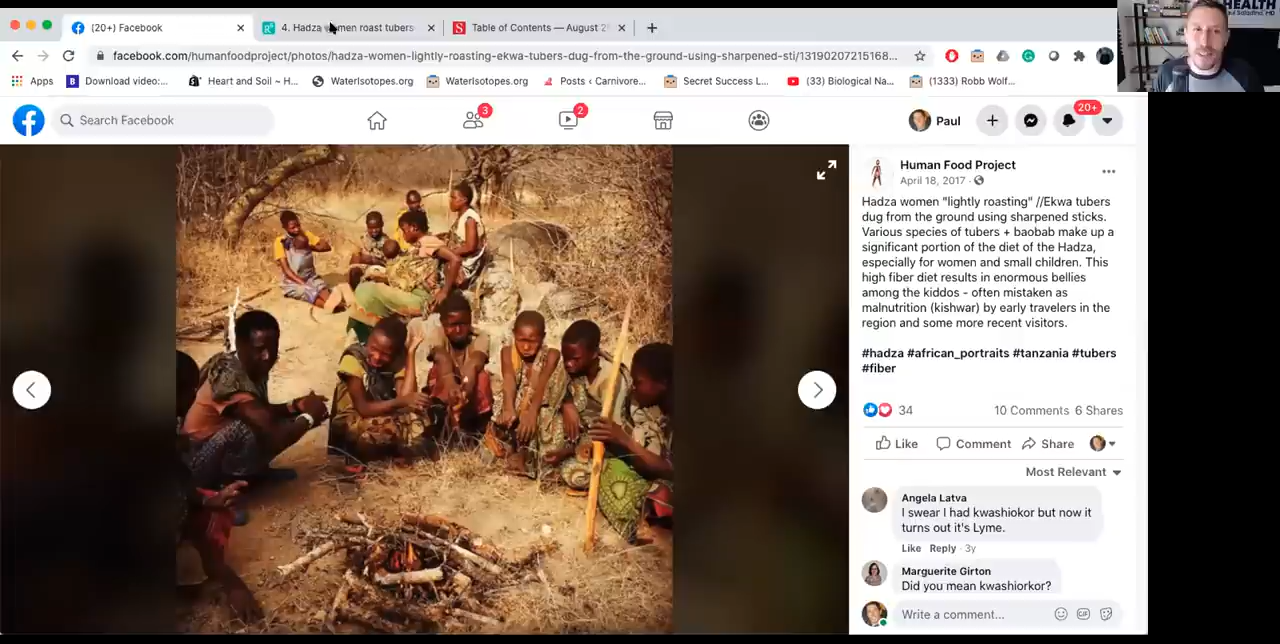 (20+) Facebook
4. Hadza women roast tubers
Table of Contents — August 2
facebook.com/humanfoodproject/photos/hadza-women-lightly-roasting-ekwa-tubers-dug-from-the-ground-using-sharpened-sti/13190207215168...
Apps
Download video:...
Heart and Soil ~ H...
WaterIsotopes.org
WaterIsotopes.org
Posts ‹ Carnivore...
Secret Success L...
(33) Biological Na...
(1333) Robb Wolf...
HEALTH
Search Facebook
3
2
Paul
20+
Human Food Project
April 18, 2017
Hadza women "lightly roasting" //Ekwa tubers
dug from the ground using sharpened sticks.
Various species of tubers + baobab make up a
significant portion of the diet of the Hadza,
especially for women and small children. This
high fiber diet results in enormous bellies
among the kiddos - often mistaken as
malnutrition (kishwar) by early travelers in the
region and some more recent visitors.
#hadza #african_portraits #tanzania #tubers
#fiber
34
10 Comments 6 Shares
Like
Comment
Share
Most Relevant
Angela Latva
I swear I had kwashiokor but now it
turns out it's Lyme.
Like Reply · 3y
Marguerite Girton
Did you mean kwashiorkor?
Write a comment...
GIF